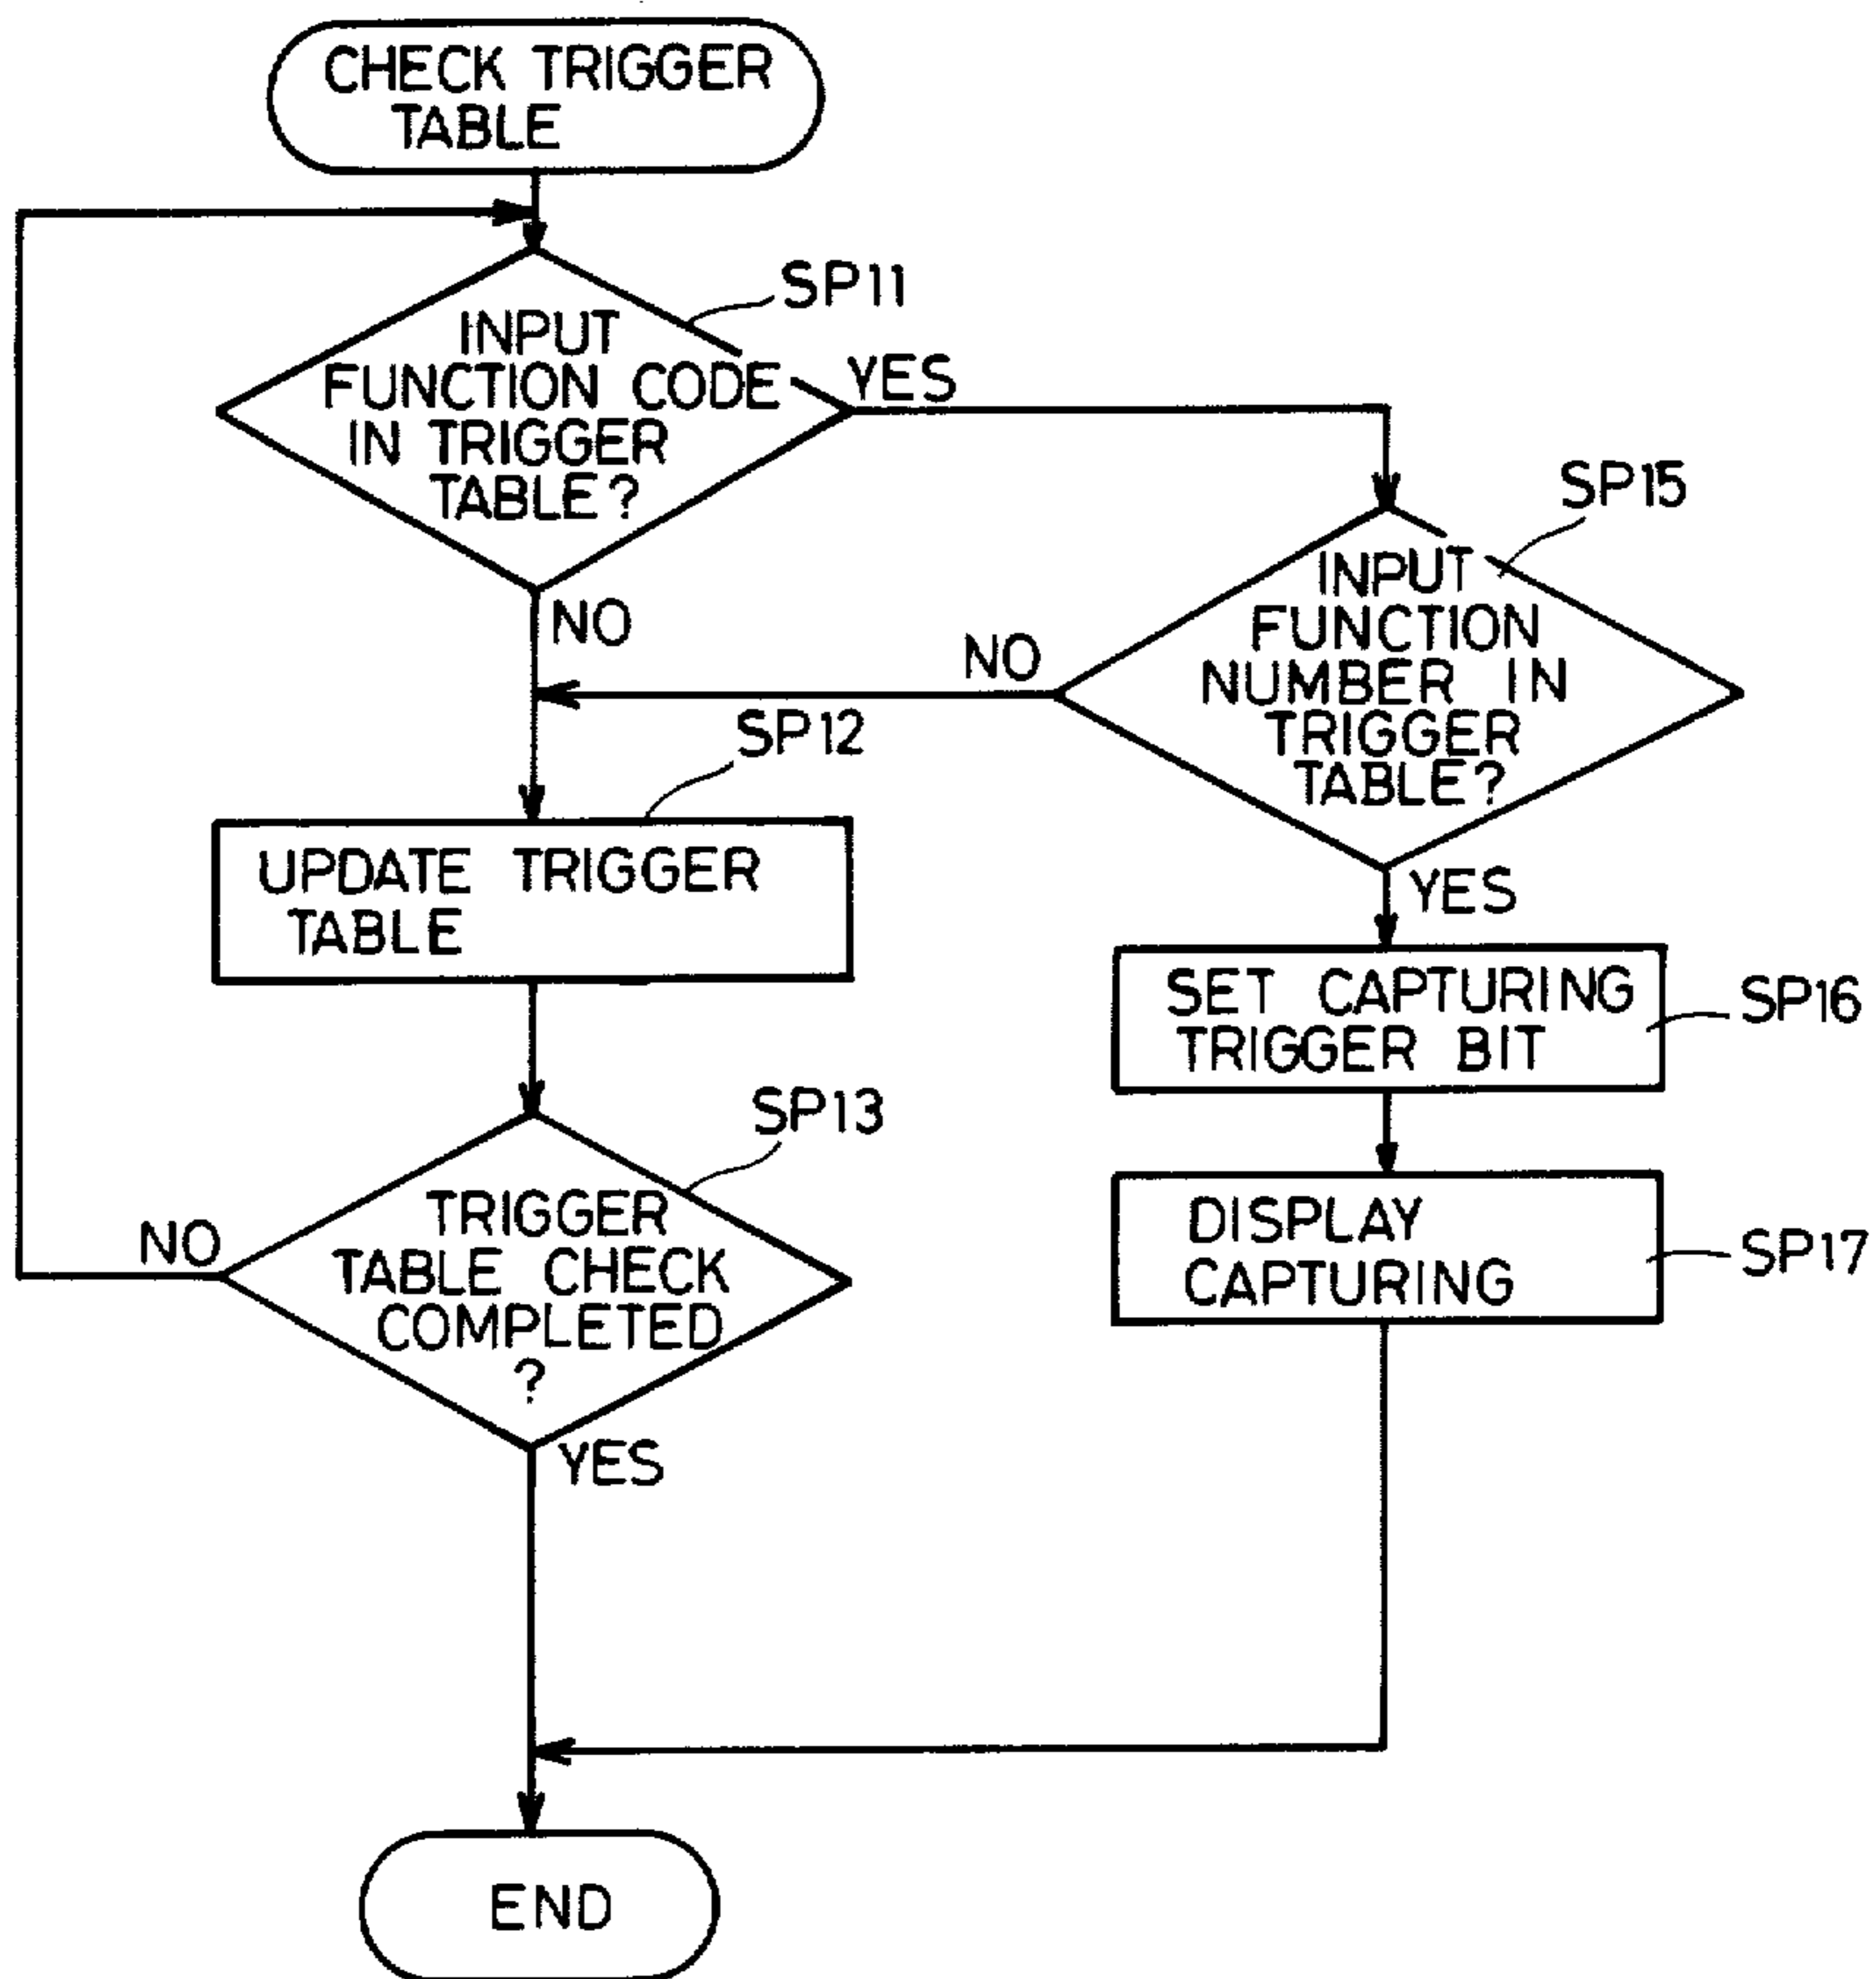 CHECK TRIGGER
TABLE
SP11
INPUT
FUNCTION CODE
IN TRIGGER
TABLE?
YES
NO
SP15
INPUT
FUNCTION
NUMBER IN
TRIGGER
TABLE?
NO
YES
SP12
UPDATE TRIGGER
TABLE
SET CAPTURING
TRIGGER BIT
SP16
SP13
TRIGGER
TABLE CHECK
COMPLETED
?
NO
YES
DISPLAY
CAPTURING
SP17
END